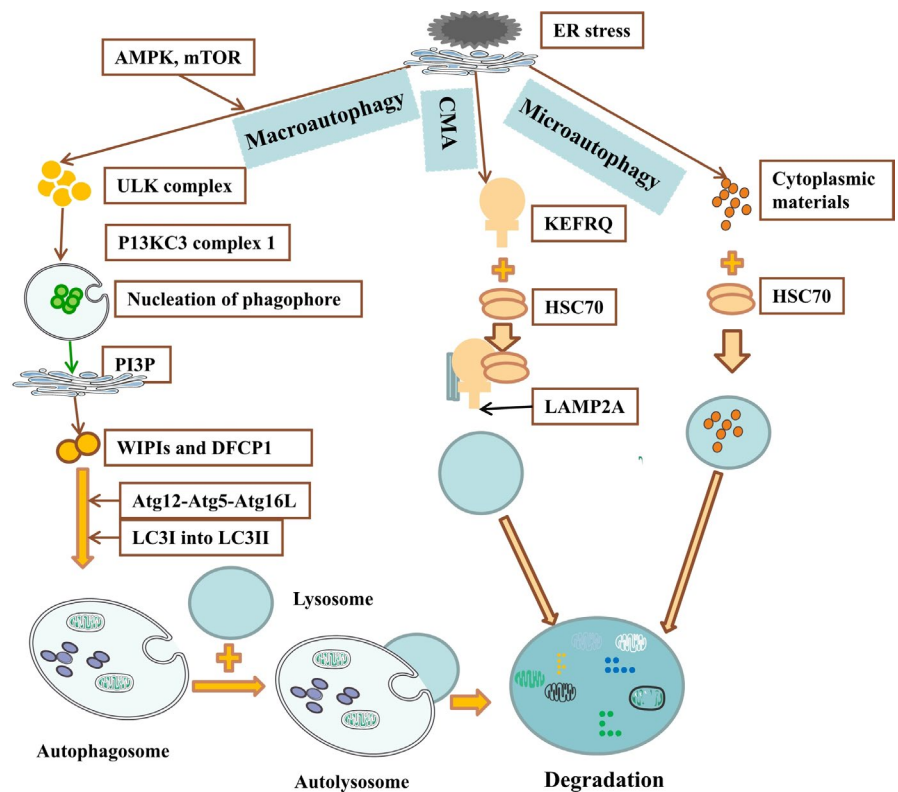 ER stress
AMPK, mTOR
Macroautophagy
CMA
Microautophagy
ULK complex
Cytoplasmic
materials
KEFRQ
P13KC3 complex 1
Nucleation of phagophore
HSC70
HSC70
PI3P
LAMP2A
WIPIs and DFCP1
Atg12-Atg5-Atg16L
LC3I into LC3II
Lysosome
Autophagosome
Autolysosome
Degradation